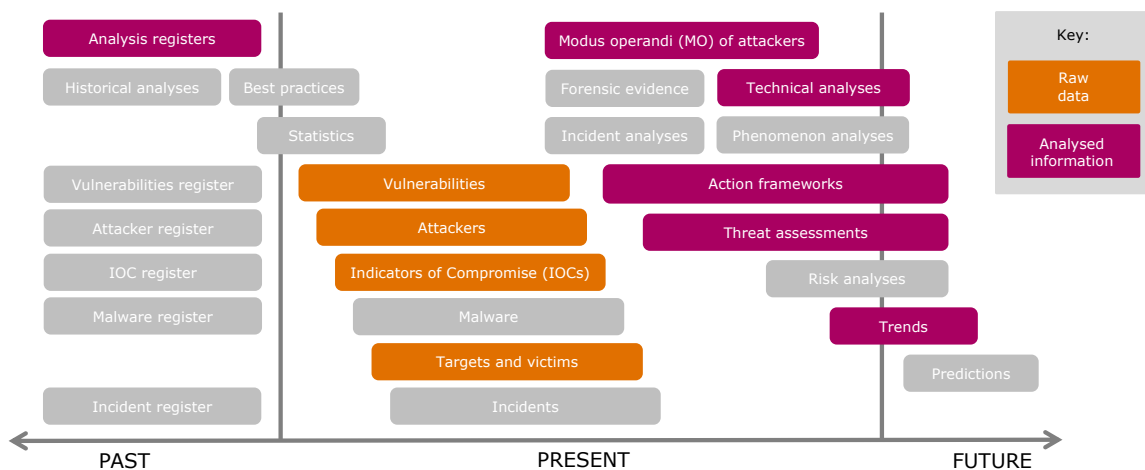 Analysis registers
Modus operandi (MO) of attackers
Key:
Historical analyses
Best practices
Forensic evidence
Technical analyses
Raw
data
Statistics
Incident analyses
Phenomenon analyses
Analysed
information
Vulnerabilities register
Vulnerabilities
Action frameworks
Attacker register
Attackers
Threat assessments
IOC register
Indicators of Compromise (IOCs)
Risk analyses
Malware register
Malware
Trends
Targets and victims
Predictions
Incident register
Incidents
PAST
PRESENT
FUTURE